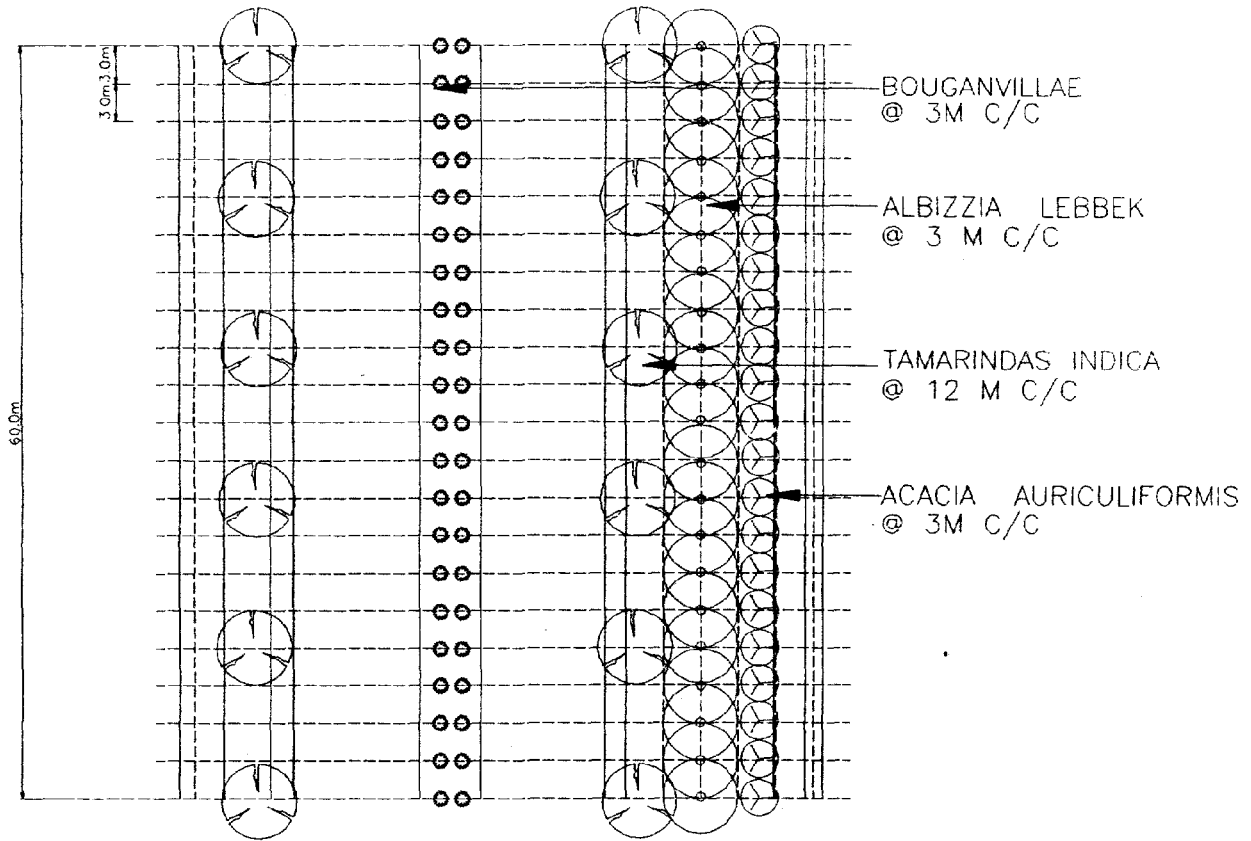 3.0m
3.0m
60.0m
BOUGANVILLAE
@ 3M C/C
ALBIZZIA LEBBEK
@ 3 M C/C
TAMARINDAS INDICA
@ 12 M C/C
ACACIA AURICULIFORMIS
@ 3M C/C